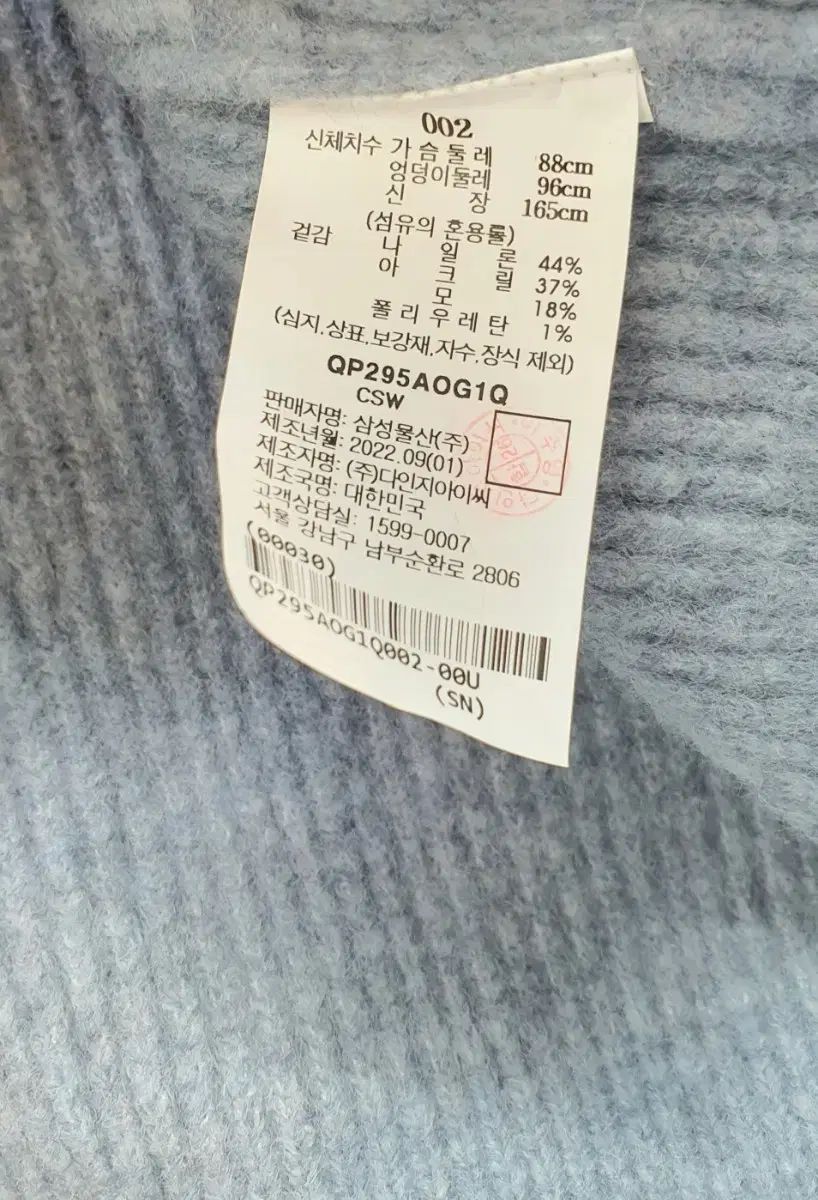 002
신체치수 가슴둘레 88cm
엉덩이둘레 96cm
신장 165cm
(섬유의 혼용률)
겉감 나일론 44%
아크릴 37%
모 18%
폴리우레탄 1%
(심지,상표,보강재,자수,장식 제외)
QP295AOG1Q
CSW
판매자명: 삼성물산(주)
제조년월: 2022.09(01)
제조자명: (주)다인지아이씨
제조국명: 대한민국
고객상담실: 1599-0007
서울 강남구 남부순환로 2806
(00030)
QP295AOG1Q002-00U
(SN)